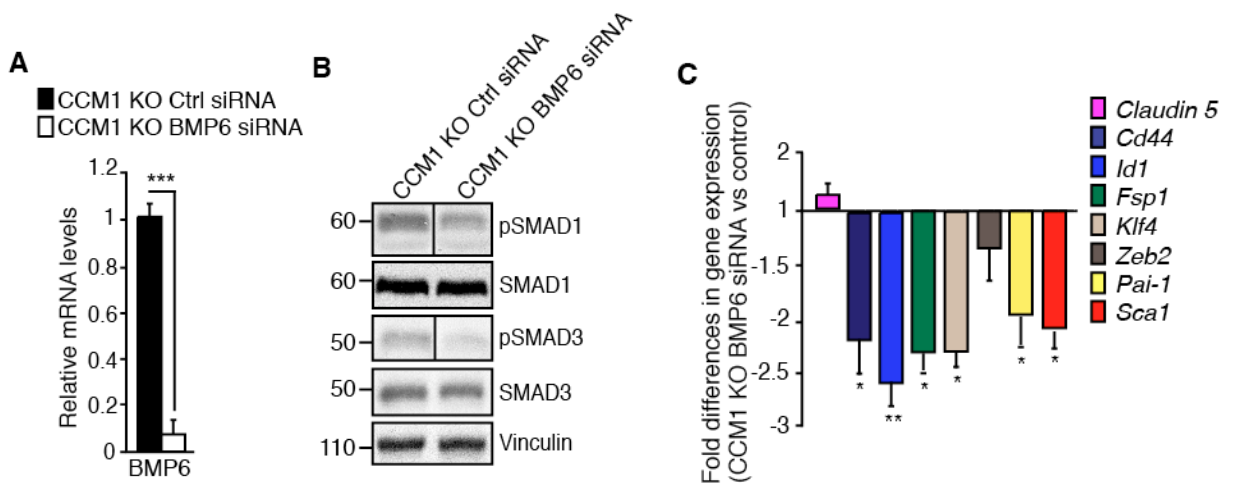 A
CCM1 KO Ctrl siRNA
CCM1 KO BMP6 siRNA
Relative mRNA levels
1.2
1
0.8
0.6
0.4
0.2
0
***
BMP6
B
CCM1 KO Ctrl siRNA
CCM1 KO BMP6 siRNA
60
pSMAD1
60
SMAD1
50
pSMAD3
50
SMAD3
110
Vinculin
C
Fold differences in gene expression
(CCM1 KO BMP6 siRNA vs control)
2
1
-1.5
-2
-2.5
-3
*
**
*
*
*
*
Claudin 5
Cd44
Id1
Fsp1
Klf4
Zeb2
Pai-1
Sca1